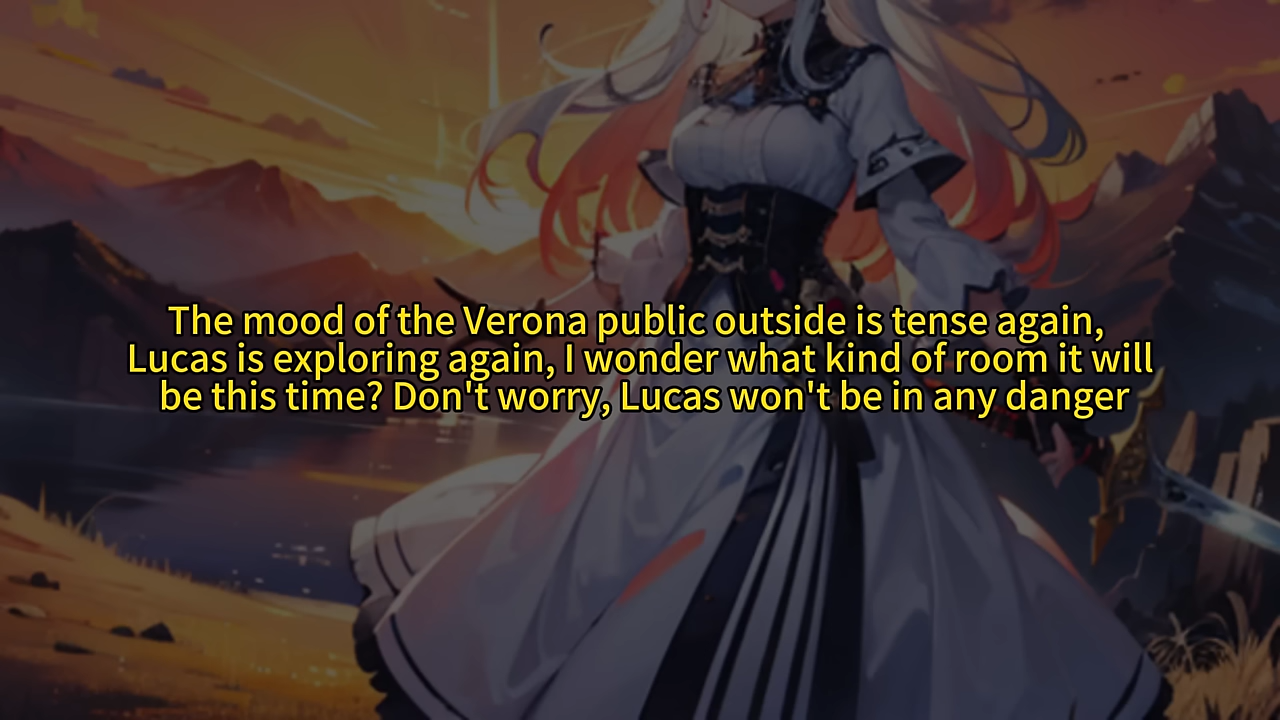 The mood of the Verona public outside is tense again,
Lucas is exploring again, I wonder what kind of room it will
be this time? Don't worry, Lucas won't be in any danger